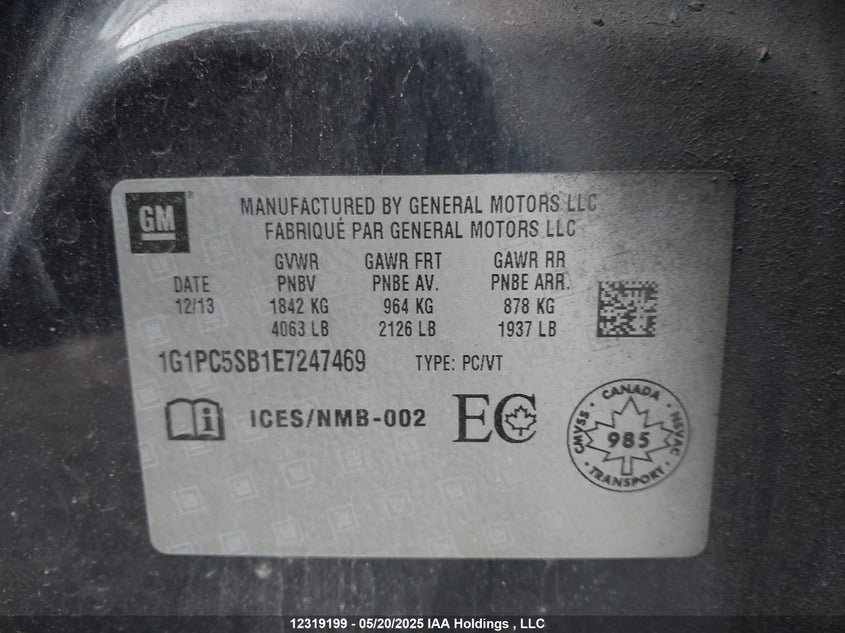 GM
MANUFACTURED BY GENERAL MOTORS LLC
FABRIQUÉ PAR GENERAL MOTORS LLC
GVWR GAWR FRT GAWR RR
DATE PNBV PNBE AV. PNBE ARR.
12/13 1842 KG 964 KG 878 KG
4063 LB 2126 LB 1937 LB
1G1PC5SB1E7247469 TYPE: PC/VT
ICES/NMB-002 EC
CANADA
CMVSS 985 NSVAC
TRANSPORT
12319199 - 05/20/2025 IAA Holdings , LLC